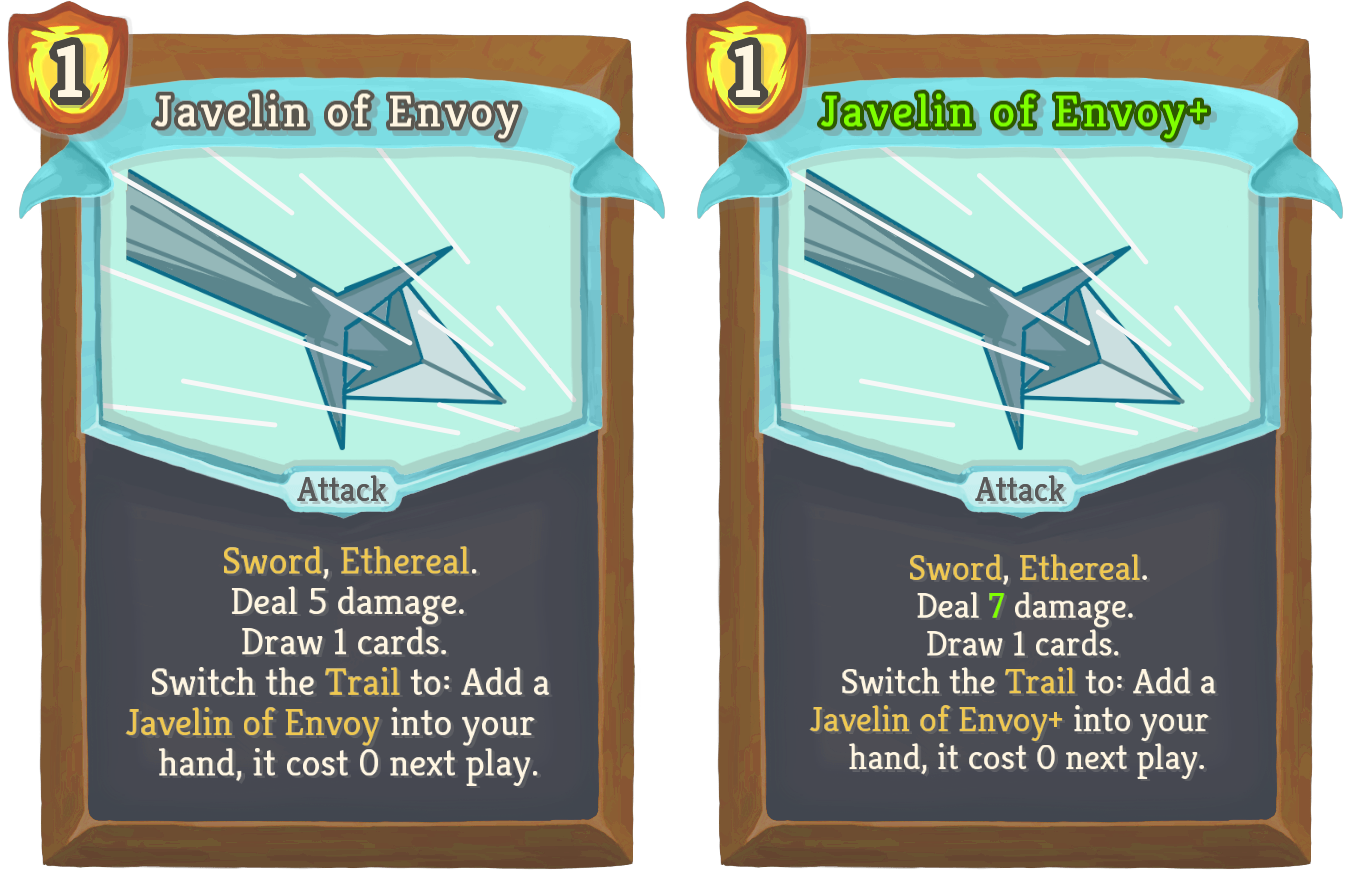 1
Javelin of Envoy
Attack
Sword, Ethereal.
Deal 5 damage.
Draw 1 cards.
Switch the Trail to: Add a
Javelin of Envoy into your
hand, it cost 0 next play.
1
Javelin of Envoy+
Attack
Sword, Ethereal.
Deal 7 damage.
Draw 1 cards.
Switch the Trail to: Add a
Javelin of Envoy+ into your
hand, it cost 0 next play.